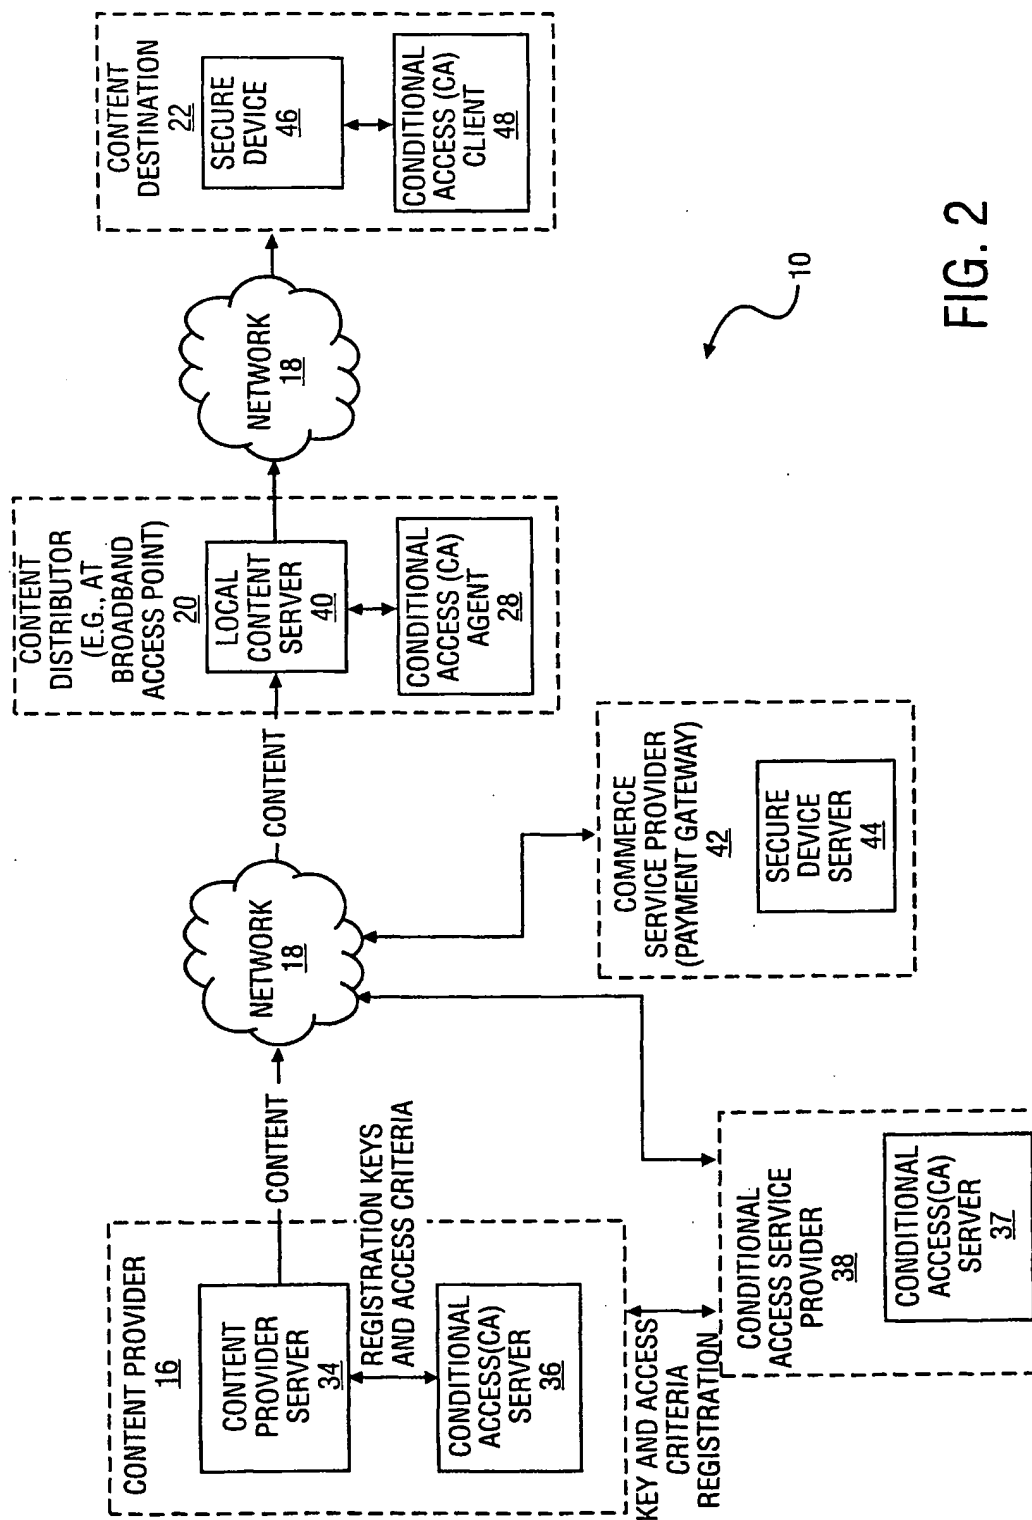 CONTENT PROVIDER
16
CONTENT
PROVIDER
SERVER
34
REGISTRATION KEYS
AND ACCESS CRITERIA
CONDITIONAL
ACCESS(CA)
SERVER
36
KEY AND ACCESS
CRITERIA
REGISTRATION
CONDITIONAL
ACCESS SERVICE
PROVIDER
38
CONDITIONAL
ACCESS(CA)
SERVER
37
CONTENT
NETWORK
18
COMMERCE
SERVICE PROVIDER
(PAYMENT GATEWAY)
42
SECURE
DEVICE
SERVER
44
CONTENT
CONTENT
DISTRIBUTOR
(E.G., AT
BROADBAND
ACCESS POINT)
20
LOCAL
CONTENT
SERVER
40
CONDITIONAL
ACCESS (CA)
AGENT
28
NETWORK
18
CONTENT
DESTINATION
22
SECURE
DEVICE
46
CONDITIONAL
ACCESS (CA)
CLIENT
48
10
FIG. 2